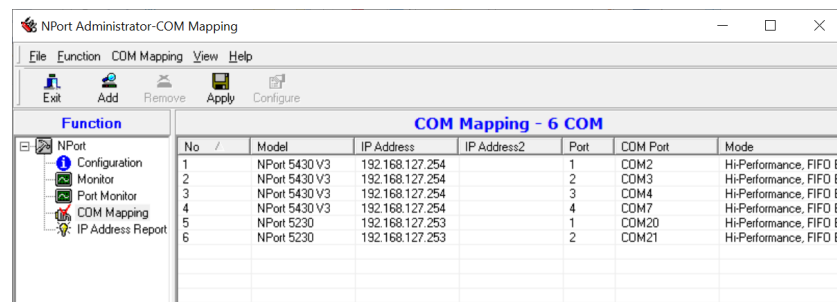 NPort Administrator-COM Mapping
File Function COM Mapping View Help
Exit Add Remove Apply Configure
Function
COM Mapping - 6 COM
NPort
Configuration
Monitor
Port Monitor
COM Mapping
IP Address Report
No / Model IP Address IP Address2 Port COM Port Mode
1 NPort 5430 V3 192.168.127.254 1 COM2 Hi-Performance, FIFO E
2 NPort 5430 V3 192.168.127.254 2 COM3 Hi-Performance, FIFO E
3 NPort 5430 V3 192.168.127.254 3 COM4 Hi-Performance, FIFO E
4 NPort 5430 V3 192.168.127.254 4 COM7 Hi-Performance, FIFO E
5 NPort 5230 192.168.127.253 1 COM20 Hi-Performance, FIFO E
6 NPort 5230 192.168.127.253 2 COM21 Hi-Performance, FIFO E